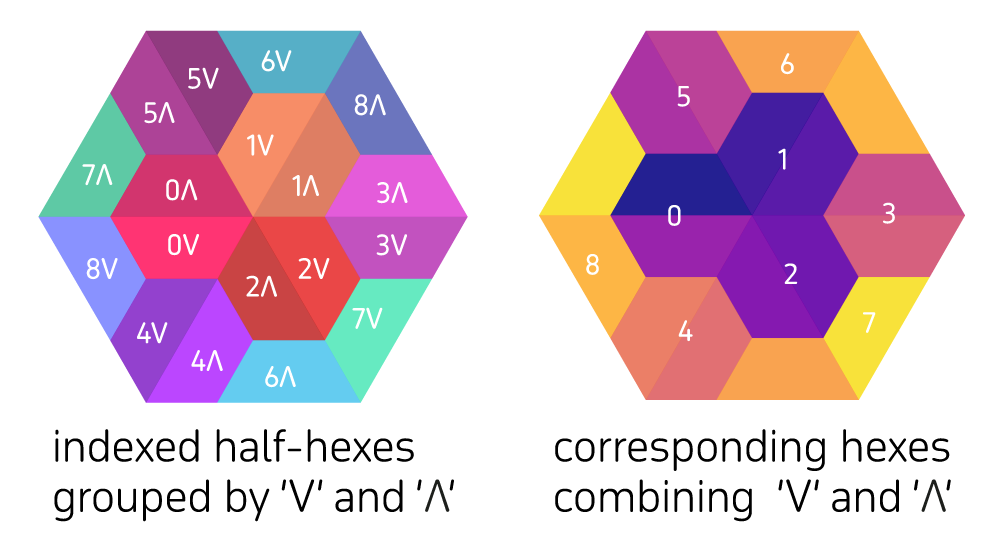 5V
6V
5Λ
8Λ
1V
7Λ
0Λ
1Λ
3Λ
0V
3V
8V
2Λ
2V
4V
7V
4Λ
6Λ
indexed half-hexes
grouped by 'V' and 'Λ'
6
5
1
0
3
8
2
4
7
corresponding hexes
combining 'V' and 'Λ'